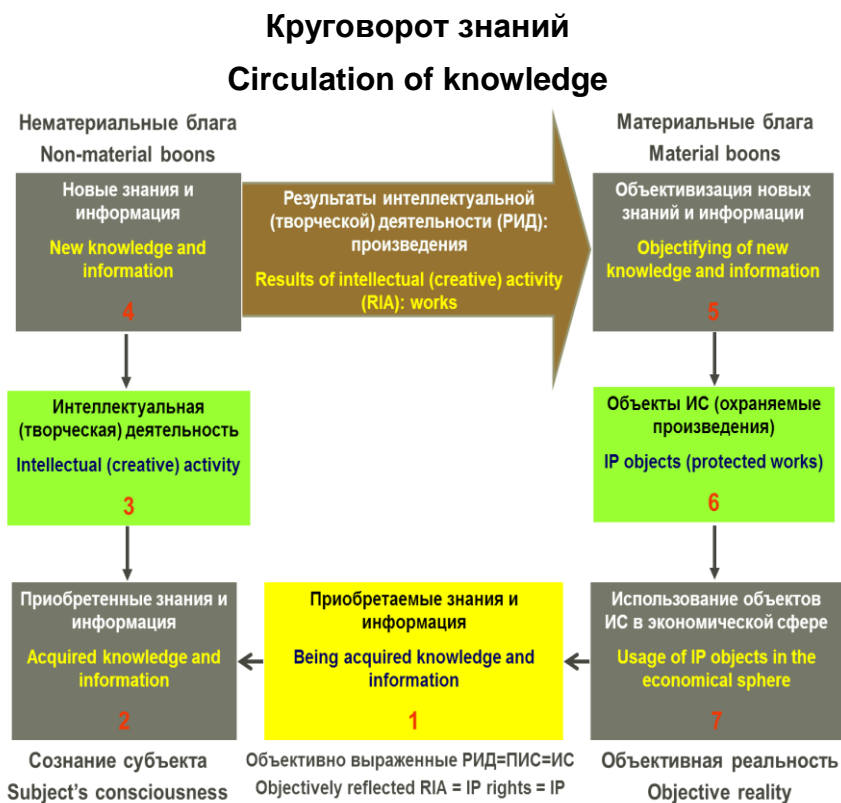 Круговорот знаний
Circulation of knowledge
Нематериальные блага
Non-material boons
Материальные блага
Material boons
Новые знания и
информация
New knowledge and
information
4
Результаты интеллектуальной
(творческой) деятельности (РИД):
произведения
Results of intellectual (creative) activity
(RIA): works
Объективизация новых
знаний и информации
Objectifying of new
knowledge and information
5
Интеллектуальная
(творческая) деятельность
Intellectual (creative) activity
3
Объекты ИС (охраняемые
произведения)
IP objects (protected works)
6
Приобретенные знания и
информация
Acquired knowledge and
information
2
Приобретаемые знания и
информация
Being acquired knowledge and
information
1
Использование объектов
ИС в экономической сфере
Usage of IP objects in the
economical sphere
7
Сознание субъекта
Subject's consciousness
Объективно выраженные РИД=ПИС=ИС
Objectively reflected RIA = IP rights = IP
Объективная реальность
Objective reality